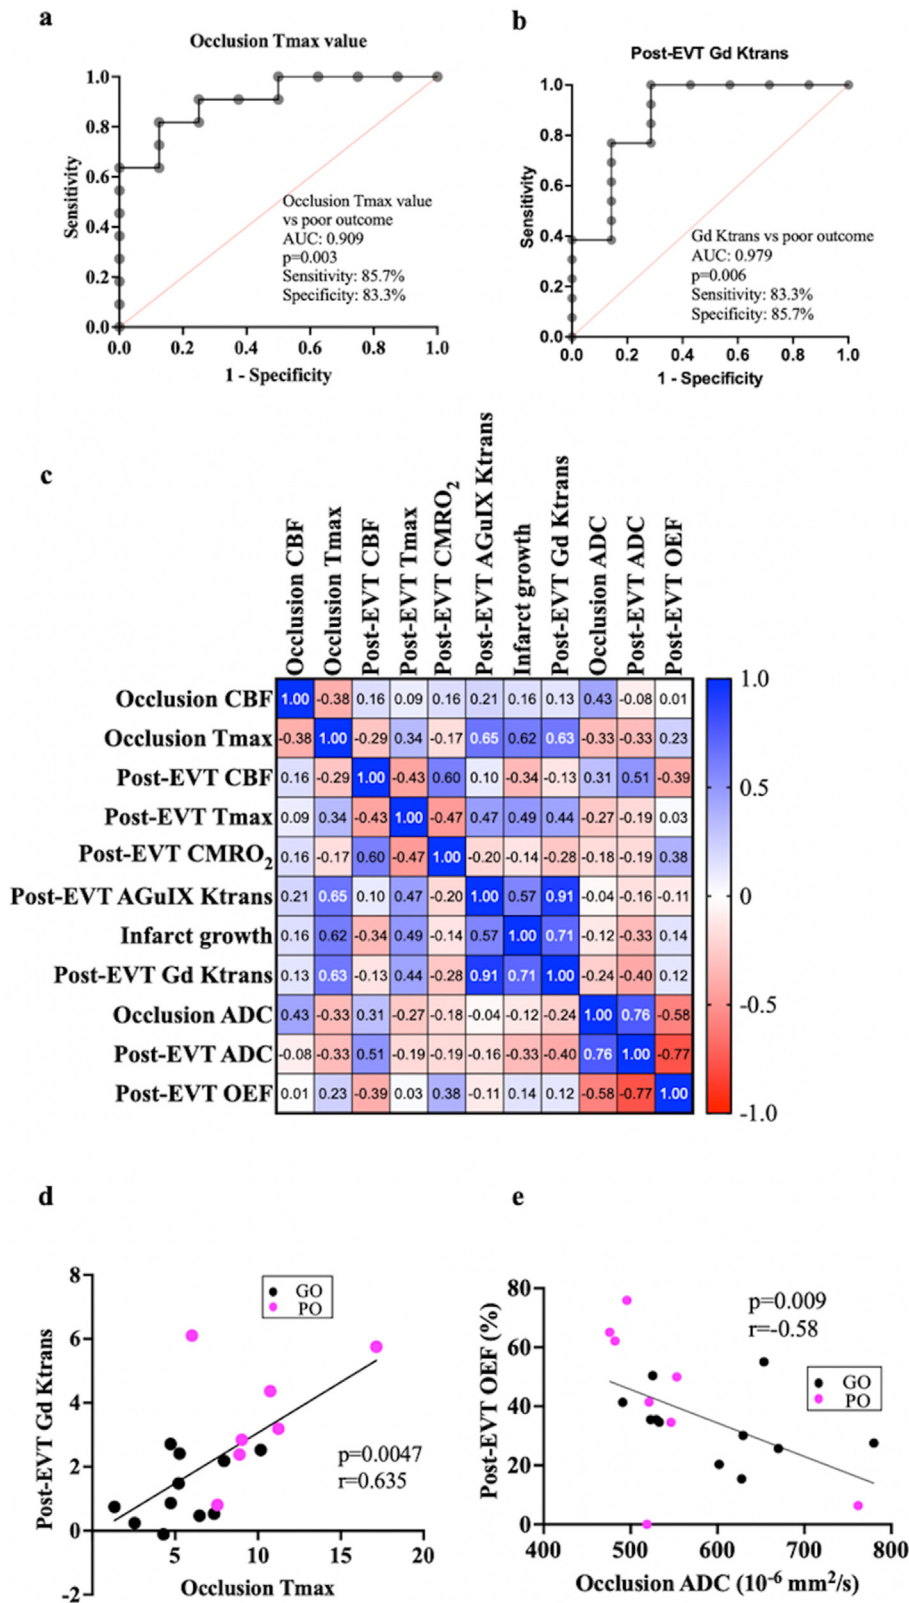 a
Occlusion Tmax value
1.0
0.8
0.6
0.4
0.2
0.0
Sensitivity
Occlusion Tmax value
vs poor outcome
AUC: 0.909
p=0.003
Sensitivity: 85.7%
Specificity: 83.3%
0.0 0.2 0.4 0.6 0.8 1.0
1 - Specificity
b
Post-EVT Gd Ktrans
1.0
0.8
0.6
0.4
0.2
0.0
Sensitivity
Gd Ktrans vs poor outcome
AUC: 0.979
p=0.006
Sensitivity: 83.3%
Specificity: 85.7%
0.0 0.2 0.4 0.6 0.8 1.0
1 - Specificity
c
Occlusion CBF
Occlusion Tmax
Post-EVT CBF
Post-EVT Tmax
Post-EVT CMRO2
Post-EVT AGuIX Ktrans
Infarct growth
Post-EVT Gd Ktrans
Occlusion ADC
Post-EVT ADC
Post-EVT OEF
Occlusion CBF 1.00 -0.38 0.16 0.09 0.16 0.21 0.16 0.13 0.43 -0.08 0.01
Occlusion Tmax -0.38 1.00 -0.29 0.34 -0.17 0.65 0.62 0.63 -0.33 -0.33 0.23
Post-EVT CBF 0.16 -0.29 1.00 -0.43 0.60 0.10 -0.34 -0.13 0.31 0.51 -0.39
Post-EVT Tmax 0.09 0.34 -0.43 1.00 -0.47 0.47 0.49 0.44 -0.27 -0.19 0.03
Post-EVT CMRO2 0.16 -0.17 0.60 -0.47 1.00 -0.20 -0.14 -0.28 -0.18 -0.19 0.38
Post-EVT AGuIX Ktrans 0.21 0.65 0.10 0.47 -0.20 1.00 0.57 0.91 -0.04 -0.16 -0.11
Infarct growth 0.16 0.62 -0.34 0.49 -0.14 0.57 1.00 0.71 -0.12 -0.33 0.14
Post-EVT Gd Ktrans 0.13 0.63 -0.13 0.44 -0.28 0.91 0.71 1.00 -0.24 -0.40 0.12
Occlusion ADC 0.43 -0.33 0.31 -0.27 -0.18 -0.04 -0.12 -0.24 1.00 0.76 -0.58
Post-EVT ADC -0.08 -0.33 0.51 -0.19 -0.19 -0.16 -0.33 -0.40 0.76 1.00 -0.77
Post-EVT OEF 0.01 0.23 -0.39 0.03 0.38 -0.11 0.14 0.12 -0.58 -0.77 1.00
1.0
0.5
0
-0.5
-1.0
d
8
6
4
2
0
-2
Post-EVT Gd Ktrans
GO
PO
p=0.0047
r=0.635
5 10 15 20
Occlusion Tmax
e
80
60
40
20
0
Post-EVT OEF (%)
p=0.009
r=-0.58
GO
PO
400 500 600 700 800
Occlusion ADC (10-6 mm2/s)